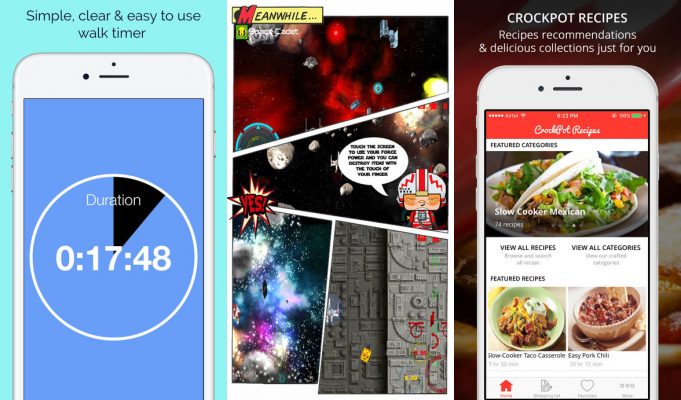 Simple, clear & easy to use
walk timer
Duration
0:17:48
MEANWHILE...
Space Cadet
TOUCH THE SCREEN
TO USE YOUR FORCE
POWER AND YOU CAN
DESTROY ITEMS WITH
THE TOUCH OF
YOUR FINGER
YES!
CROCKPOT RECIPES
Recipes recommendations
& delicious collections just for you
Airtel
6:22 PM
98%
CrockPot Recipes
FEATURED CATEGORIES
Slow Cooker Mexican
74 recipes
VIEW ALL RECIPES
Browse and search
all recipe
VIEW ALL CATEGORIES
View our crafted
categories
FEATURED RECIPES
Slow-Cooker Taco Casserole
Easy Pork Chili
hr 30 min
Home
Shopping list
Favorites
More